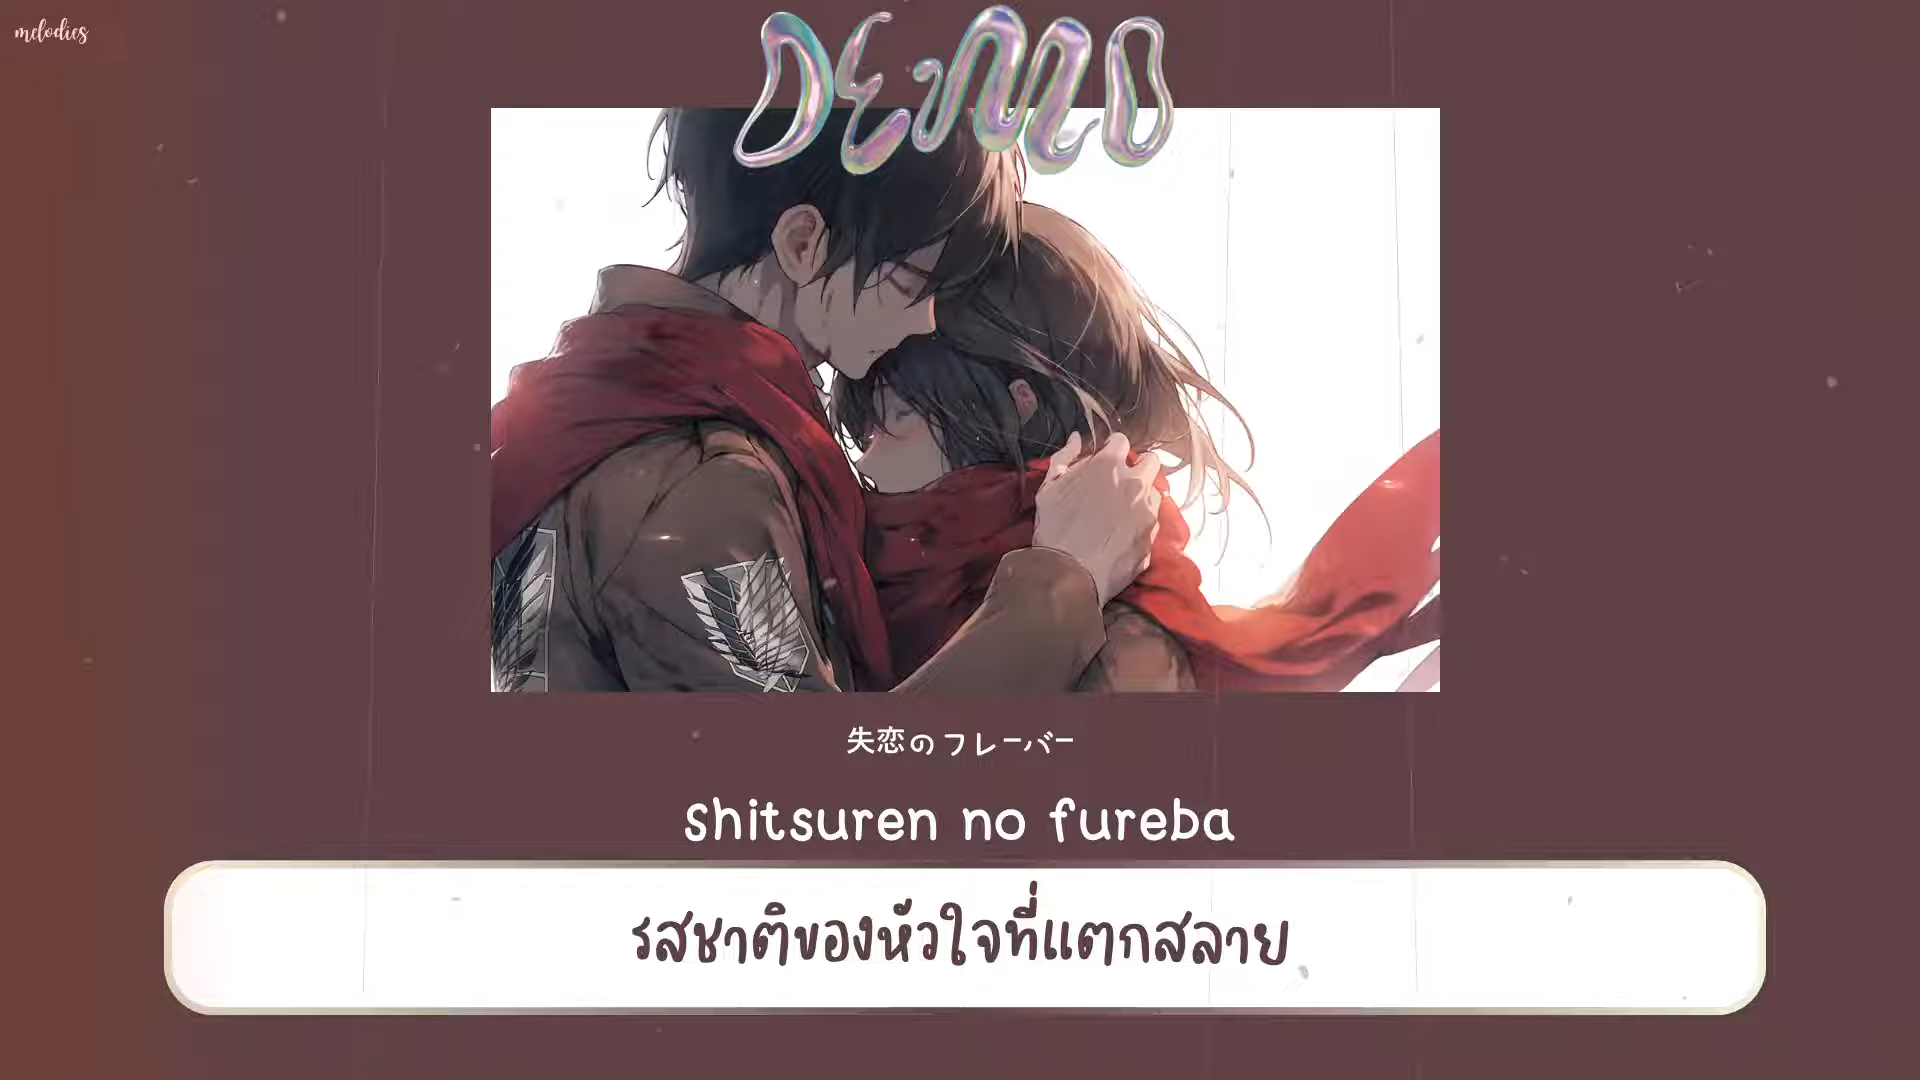 melodies
DEMO
失恋のフレーバー
shitsuren no fureba
รสชาติของหัวใจที่แตกสลาย